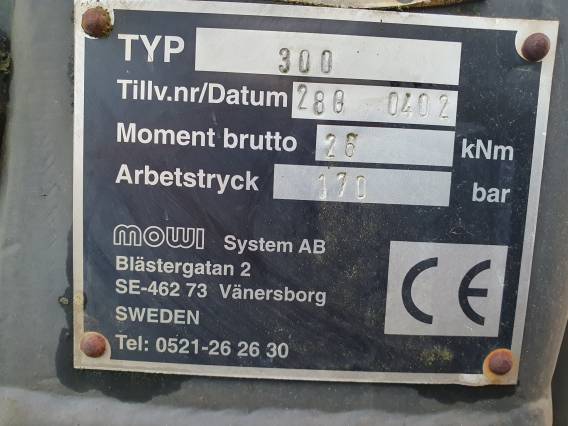 TYP 300
Tillv.nr/Datum 288 0402
Moment brutto 26 kNm
Arbetstryck 170 bar
mowi System AB
Blästergatan 2
SE-462 73 Vänersborg
SWEDEN
Tel: 0521-26 26 30
CE